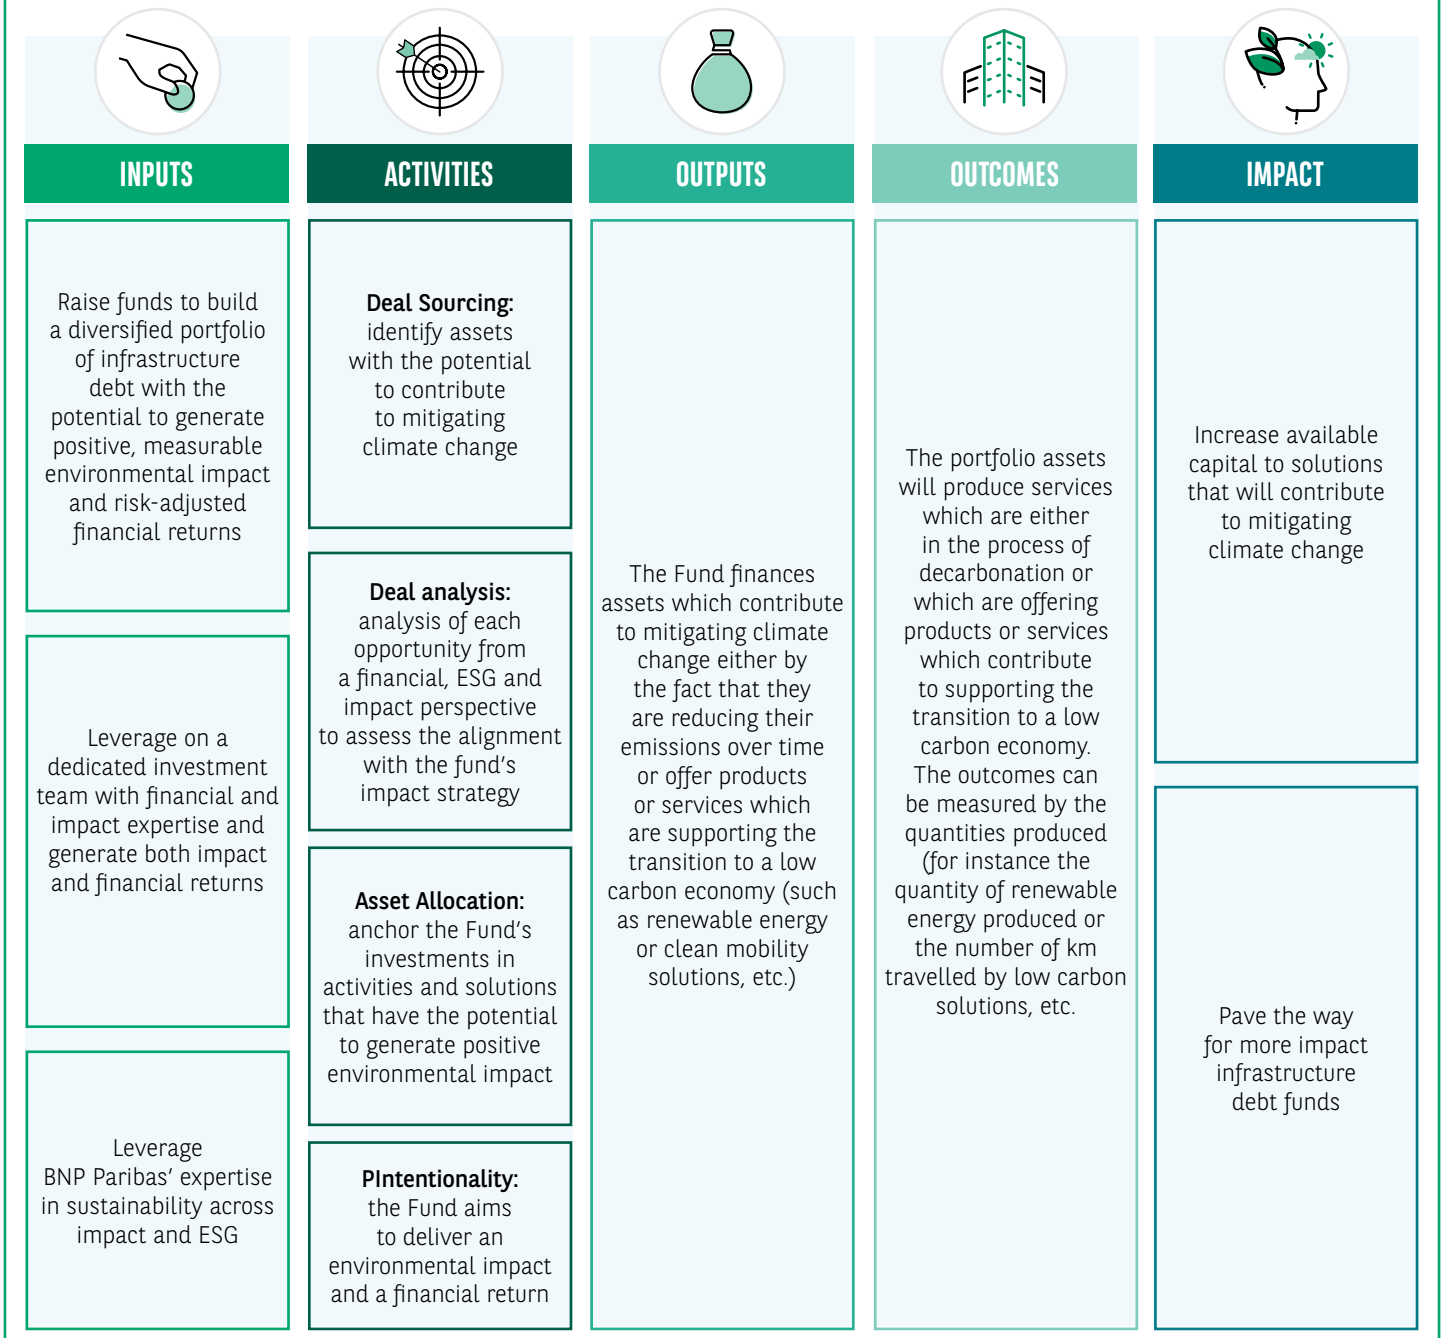 INPUTS
Raise funds to build
a diversified portfolio
of infrastructure
debt with the
potential to generate
positive, measurable
environmental impact
and risk-adjusted
financial returns
Leverage on a
dedicated investment
team with financial and
impact expertise and
generate both impact
and financial returns
Leverage
BNP Paribas’ expertise
in sustainability across
impact and ESG
ACTIVITIES
Deal Sourcing:
identify assets
with the potential
to contribute
to mitigating
climate change
Deal analysis:
analysis of each
opportunity from
a financial, ESG and
impact perspective
to assess the alignment
with the fund’s
impact strategy
Asset Allocation:
anchor the Fund’s
investments in
activities and solutions
that have the potential
to generate positive
environmental impact
PIntentionality:
the Fund aims
to deliver an
environmental impact
and a financial return
OUTPUTS
The Fund finances
assets which contribute
to mitigating climate
change either by
the fact that they
are reducing their
emissions over time
or offer products
or services which
are supporting the
transition to a low
carbon economy (such
as renewable energy
or clean mobility
solutions, etc.)
OUTCOMES
The portfolio assets
will produce services
which are either
in the process of
decarbonation or
which are offering
products or services
which contribute
to supporting the
transition to a low
carbon economy.
The outcomes can
be measured by the
quantities produced
(for instance the
quantity of renewable
energy produced or
the number of km
travelled by low carbon
solutions, etc.
IMPACT
Increase available
capital to solutions
that will contribute
to mitigating
climate change
Pave the way
for more impact
infrastructure
debt funds